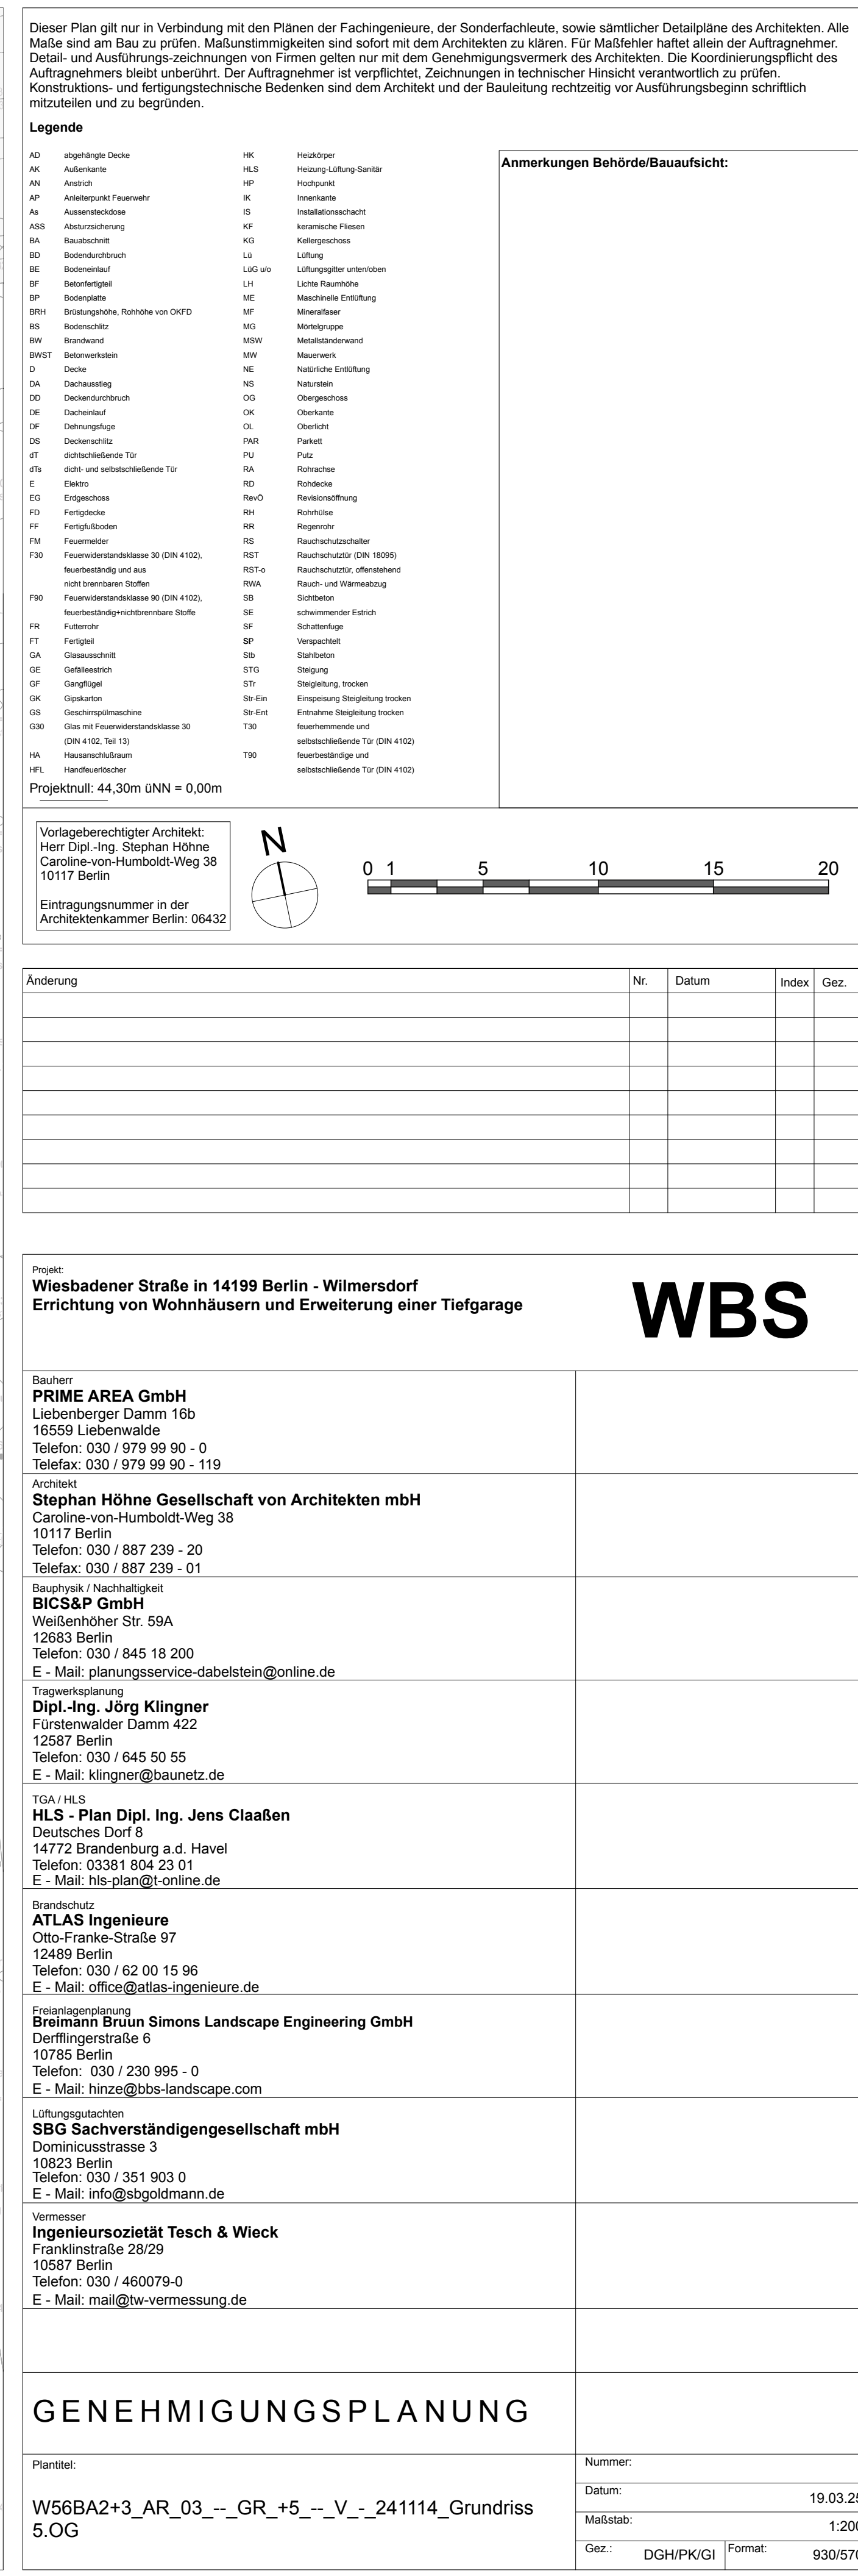 Dieser Plan gilt nur in Verbindung mit den Plänen der Fachingenieure, der Sonderfachleute, sowie sämtlicher Detailpläne des Architekten. Alle
Maße sind am Bau zu prüfen. Maßunstimmigkeiten sind sofort mit dem Architekten zu klären. Für Maßfehler haftet allein der Auftragnehmer.
Detail- und Ausführungs-zeichnungen von Firmen gelten nur mit dem Genehmigungsvermerk des Architekten. Die Koordinierungspflicht des
Auftragnehmers bleibt unberührt. Der Auftragnehmer ist verpflichtet, Zeichnungen in technischer Hinsicht verantwortlich zu prüfen.
Konstruktions- und fertigungstechnische Bedenken sind dem Architekt und der Bauleitung rechtzeitig vor Ausführungsbeginn schriftlich
mitzuteilen und zu begründen.
Legende
AD abgehängte Decke
AK Außenkante
AN Anstrich
AP Anleiterpunkt Feuerwehr
As Aussensteckdose
ASS Absturzsicherung
BA Bauabschnitt
BD Bodendurchbruch
BE Bodeneinlauf
BF Betonfertigteil
BP Bodenplatte
BRH Brüstungshöhe, Rohhöhe von OKFD
BS Bodenschlitz
BW Brandwand
BWST Betonwerkstein
D Decke
DA Dachausstieg
DD Deckendurchbruch
DE Dacheinlauf
DF Dehnungsfuge
DS Deckenschlitz
dT dichtschließende Tür
dTs dicht- und selbstschließende Tür
E Elektro
EG Erdgeschoss
FD Fertigdecke
FF Fertigfußboden
FM Feuermelder
F30 Feuerwiderstandsklasse 30 (DIN 4102),
feuerbeständig und aus
nicht brennbaren Stoffen
F90 Feuerwiderstandsklasse 90 (DIN 4102),
feuerbeständig+nichtbrennbare Stoffe
FR Futterrohr
FT Fertigteil
GA Glasausschnitt
GE Gefälleestrich
GF Gangflügel
GK Gipskarton
GS Geschirrspülmaschine
G30 Glas mit Feuerwiderstandsklasse 30
(DIN 4102, Teil 13)
HA Hausanschlußraum
HFL Handfeuerlöscher
HK Heizkörper
HLS Heizung-Lüftung-Sanitär
HP Hochpunkt
IK Innenkante
IS Installationsschacht
KF keramische Fliesen
KG Kellergeschoss
Lü Lüftung
LüG u/o Lüftungsgitter unten/oben
LH Lichte Raumhöhe
ME Maschinelle Entlüftung
MF Mineralfaser
MG Mörtelgruppe
MSW Metallständerwand
MW Mauerwerk
NE Natürliche Entlüftung
NS Naturstein
OG Obergeschoss
OK Oberkante
OL Oberlicht
PAR Parkett
PU Putz
RA Rohrachse
RD Rohdecke
RevÖ Revisionsöffnung
RH Rohrhülse
RR Regenrohr
RS Rauchschutzschalter
RST Rauchschutztür (DIN 18095)
RST-o Rauchschutztür, offenstehend
RWA Rauch- und Wärmeabzug
SB Sichtbeton
SE schwimmender Estrich
SF Schattenfuge
SP Verspachtelt
Stb Stahlbeton
STG Steigung
STr Steigleitung, trocken
Str-Ein Einspeisung Steigleitung trocken
Str-Ent Entnahme Steigleitung trocken
T30 feuerhemmende und
selbstschließende Tür (DIN 4102)
T90 feuerbeständige und
selbstschließende Tür (DIN 4102)
Anmerkungen Behörde/Bauaufsicht:
Projektnull: 44,30m üNN = 0,00m
Vorlageberechtigter Architekt:
Herr Dipl.-Ing. Stephan Höhne
Caroline-von-Humboldt-Weg 38
10117 Berlin
Eintragungsnummer in der
Architektenkammer Berlin: 06432
N
0 1 5 10 15 20
Änderung Nr. Datum Index Gez.
Projekt:
Wiesbadener Straße in 14199 Berlin - Wilmersdorf
Errichtung von Wohnhäusern und Erweiterung einer Tiefgarage
WBS
Bauherr
PRIME AREA GmbH
Liebenberger Damm 16b
16559 Liebenwalde
Telefon: 030 / 979 99 90 - 0
Telefax: 030 / 979 99 90 - 119
Architekt
Stephan Höhne Gesellschaft von Architekten mbH
Caroline-von-Humboldt-Weg 38
10117 Berlin
Telefon: 030 / 887 239 - 20
Telefax: 030 / 887 239 - 01
Bauphysik / Nachhaltigkeit
BICS&P GmbH
Weißenhöher Str. 59A
12683 Berlin
Telefon: 030 / 845 18 200
E - Mail: planungsservice-dabelstein@online.de
Tragwerksplanung
Dipl.-Ing. Jörg Klingner
Fürstenwalder Damm 422
12587 Berlin
Telefon: 030 / 645 50 55
E - Mail: klingner@baunetz.de
TGA / HLS
HLS - Plan Dipl. Ing. Jens Claaßen
Deutsches Dorf 8
14772 Brandenburg a.d. Havel
Telefon: 03381 804 23 01
E - Mail: hls-plan@t-online.de
Brandschutz
ATLAS Ingenieure
Otto-Franke-Straße 97
12489 Berlin
Telefon: 030 / 62 00 15 96
E - Mail: office@atlas-ingenieure.de
Freianlagenplanung
Breimann Bruun Simons Landscape Engineering GmbH
Derfflingerstraße 6
10785 Berlin
Telefon: 030 / 230 995 - 0
E - Mail: hinze@bbs-landscape.com
Lüftungsgutachten
SBG Sachverständigengesellschaft mbH
Dominicusstrasse 3
10823 Berlin
Telefon: 030 / 351 903 0
E - Mail: info@sbgoldmann.de
Vermesser
Ingenieursozietät Tesch & Wieck
Franklinstraße 28/29
10587 Berlin
Telefon: 030 / 460079-0
E - Mail: mail@tw-vermessung.de
GENEHMIGUNGSPLANUNG
Plantitel:
W56BA2+3_AR_03_--_GR_+5_--_V_-_241114_Grundriss
5.OG
Nummer:
Datum: 19.03.25
Maßstab: 1:200
Gez.: DGH/PK/GI Format: 930/570